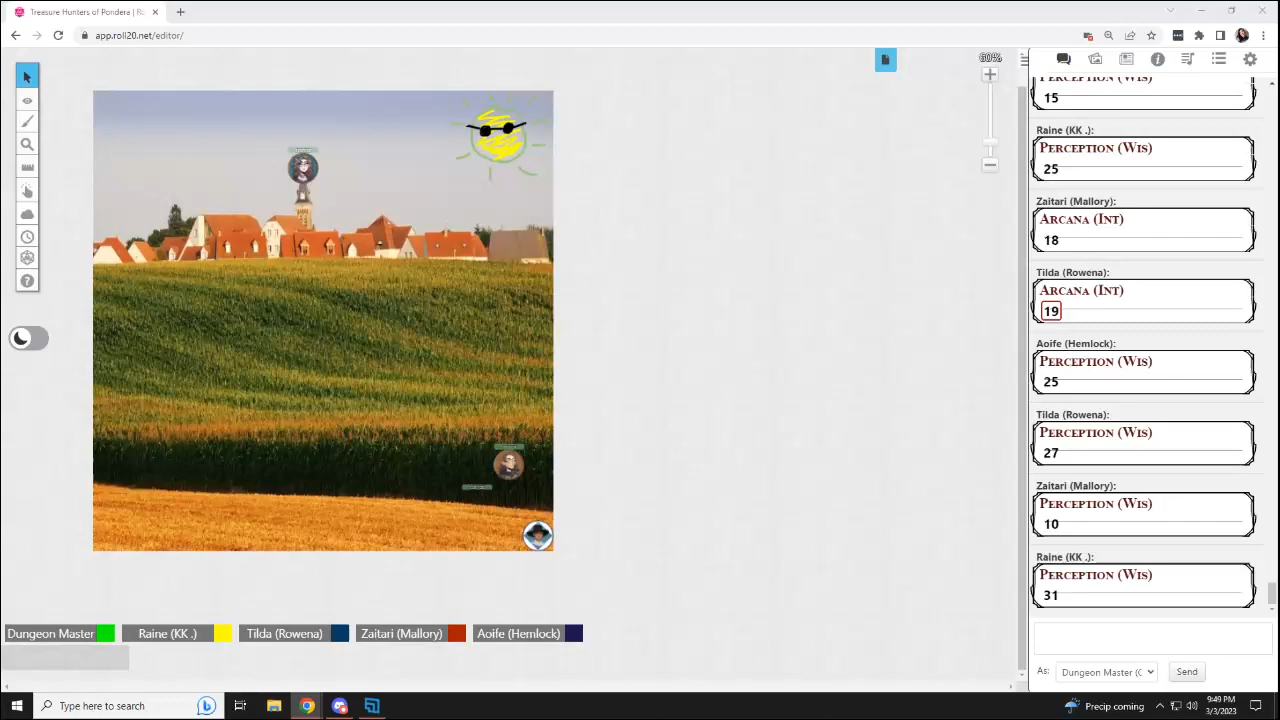 Treasure Hunters of Pondera | Ro
app.roll20.net/editor/
60%
PERCEPTION (WIS)
15
Raine (KK .):
PERCEPTION (WIS)
25
Zaitari (Mallory):
ARCANA (INT)
18
Tilda (Rowena):
ARCANA (INT)
19
Aoife (Hemlock):
PERCEPTION (WIS)
25
Tilda (Rowena):
PERCEPTION (WIS)
27
Zaitari (Mallory):
PERCEPTION (WIS)
10
Raine (KK .):
PERCEPTION (WIS)
31
Dungeon Master
Raine (KK .)
Tilda (Rowena)
Zaitari (Mallory)
Aoife (Hemlock)
As:
Dungeon Master (
Send
Type here to search
Precip coming
9:49 PM
3/3/2023